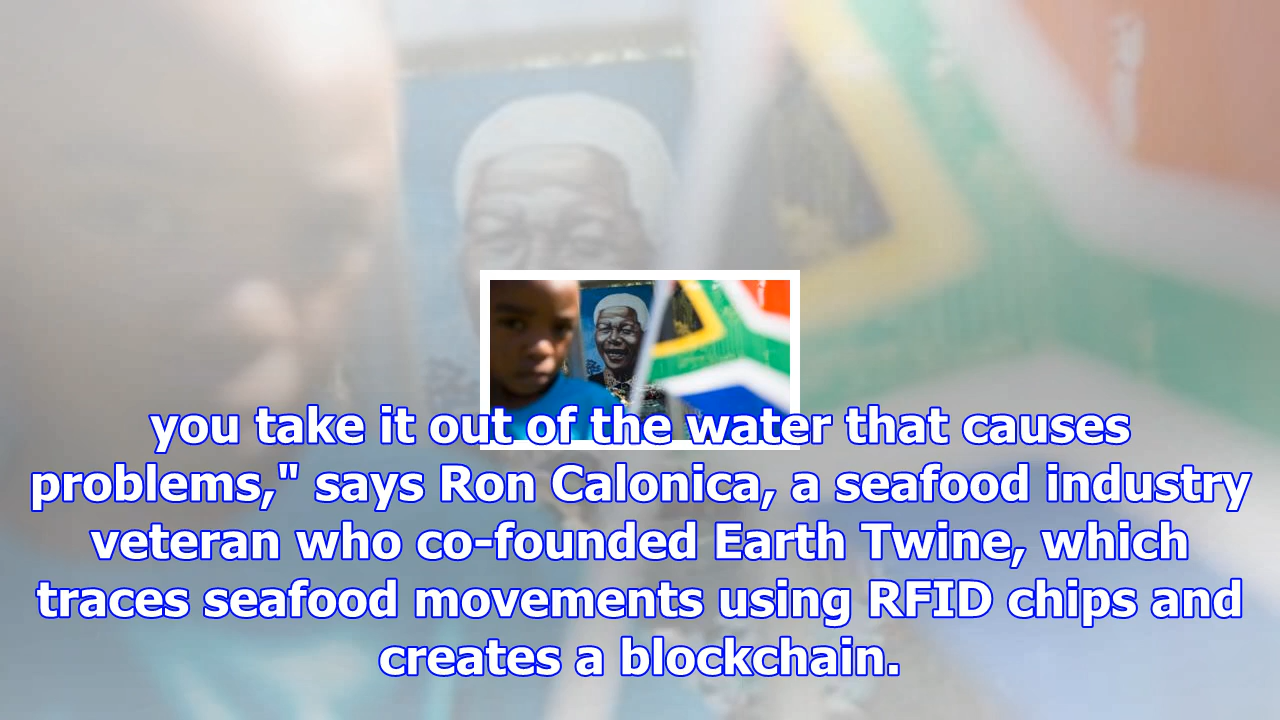 you take it out of the water that causes
problems," says Ron Calonica, a seafood industry
veteran who co-founded Earth Twine, which
traces seafood movements using RFID chips and
creates a blockchain.